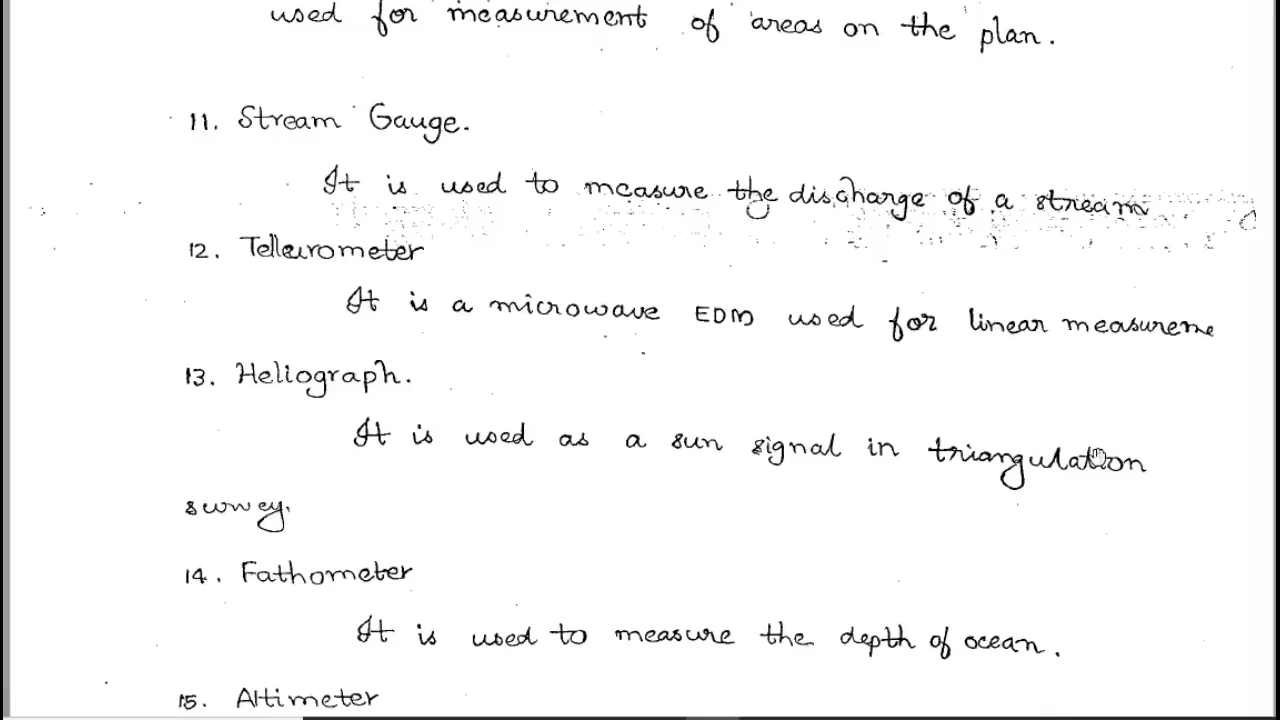 used for measurement of areas on the plan.
11. Stream Gauge.
It is used to measure the discharge of a stream
12. Tellurometer
It is a microwave EDM used for linear measureme
13. Heliograph.
It is used as a sun signal in triangulation
survey.
14. Fathometer
It is used to measure the depth of ocean.
15. Altimeter